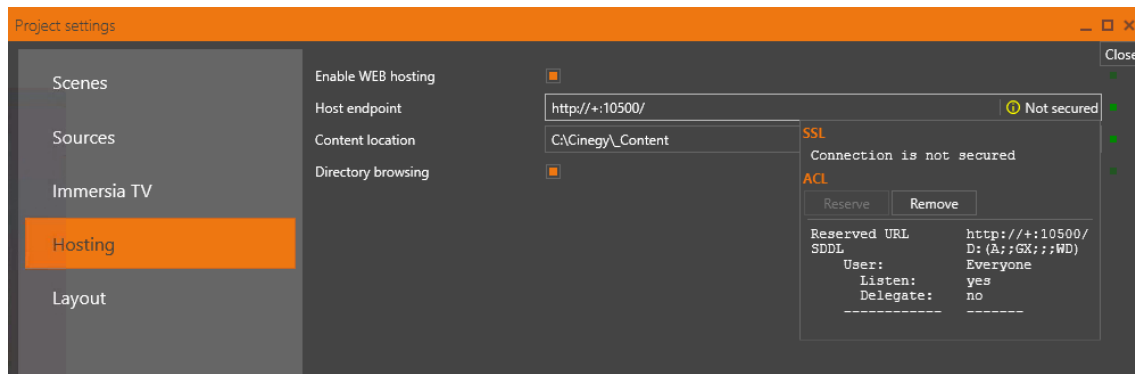 Project settings
Close
Scenes
Sources
Immersia TV
Hosting
Layout
Enable WEB hosting
Host endpoint http://+:10500/ Not secured
Content location C:\Cinegy\_Content
Directory browsing
SSL
Connection is not secured
ACL
Reserve Remove
Reserved URL http://+:10500/
SDDL D:(A;;GX;;;WD)
User: Everyone
Listen: yes
Delegate: no
------------ -------